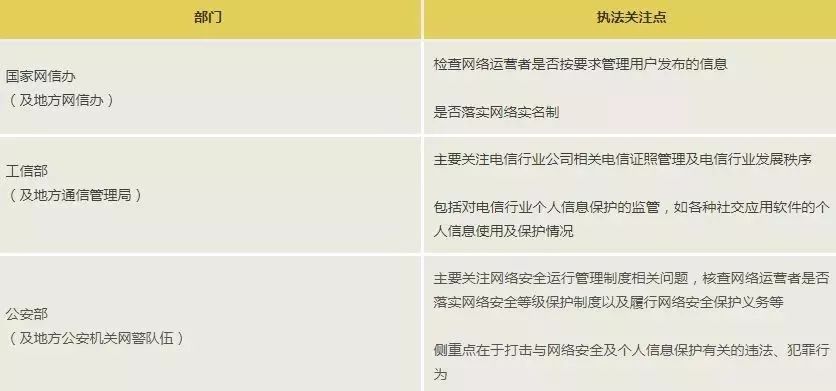 部门
执法关注点
国家网信办
（及地方网信办）
检查网络运营者是否按要求管理用户发布的信息
是否落实网络实名制
工信部
（及地方通信管理局）
主要关注电信行业公司相关电信证照管理及电信行业发展秩序
包括对电信行业个人信息保护的监管，如各种社交应用软件的个
人信息使用及保护情况
公安部
（及地方公安机关网警队伍）
主要关注网络安全运行管理制度相关问题，核查网络运营者是否
落实网络安全等级保护制度以及履行网络安全保护义务等
侧重点在于打击与网络安全及个人信息保护有关的违法、犯罪行
为